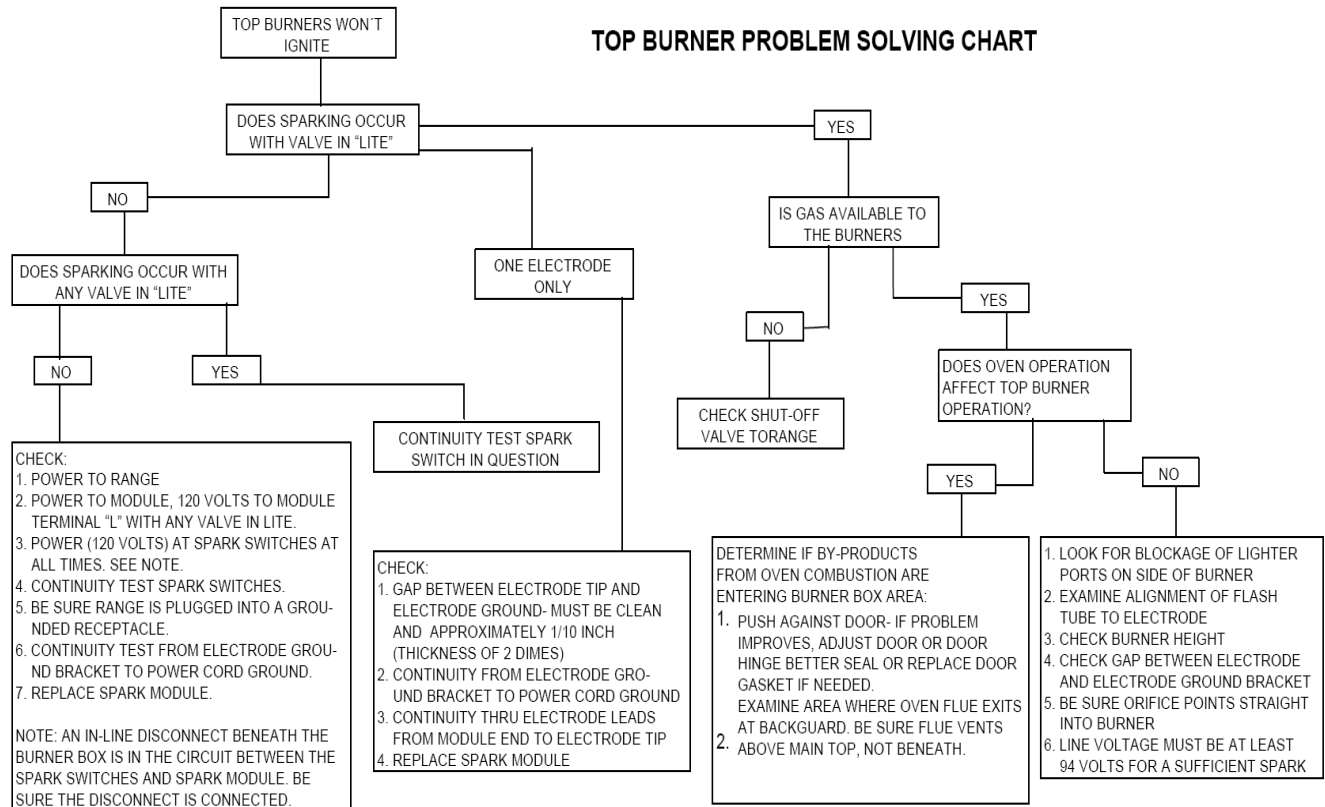 TOP BURNERS WON´T
IGNITE
TOP BURNER PROBLEM SOLVING CHART
DOES SPARKING OCCUR
WITH VALVE IN “LITE”
YES
NO
IS GAS AVAILABLE TO
THE BURNERS
DOES SPARKING OCCUR WITH
ANY VALVE IN “LITE”
ONE ELECTRODE
ONLY
YES
NO
NO
YES
DOES OVEN OPERATION
AFFECT TOP BURNER
OPERATION?
CHECK SHUT-OFF
VALVE TORANGE
CONTINUITY TEST SPARK
SWITCH IN QUESTION
YES
NO
CHECK:
1. POWER TO RANGE
2. POWER TO MODULE, 120 VOLTS TO MODULE
TERMINAL “L” WITH ANY VALVE IN LITE.
3. POWER (120 VOLTS) AT SPARK SWITCHES AT
ALL TIMES. SEE NOTE.
4. CONTINUITY TEST SPARK SWITCHES.
5. BE SURE RANGE IS PLUGGED INTO A GROU-
NDED RECEPTACLE.
6. CONTINUITY TEST FROM ELECTRODE GROU-
ND BRACKET TO POWER CORD GROUND.
7. REPLACE SPARK MODULE.
NOTE: AN IN-LINE DISCONNECT BENEATH THE
BURNER BOX IS IN THE CIRCUIT BETWEEN THE
SPARK SWITCHES AND SPARK MODULE. BE
SURE THE DISCONNECT IS CONNECTED.
CHECK:
1. GAP BETWEEN ELECTRODE TIP AND
ELECTRODE GROUND- MUST BE CLEAN
AND APPROXIMATELY 1/10 INCH
(THICKNESS OF 2 DIMES)
2. CONTINUITY FROM ELECTRODE GRO-
UND BRACKET TO POWER CORD GROUND
3. CONTINUITY THRU ELECTRODE LEADS
FROM MODULE END TO ELECTRODE TIP
4. REPLACE SPARK MODULE
DETERMINE IF BY-PRODUCTS
FROM OVEN COMBUSTION ARE
ENTERING BURNER BOX AREA:
1. PUSH AGAINST DOOR- IF PROBLEM
IMPROVES, ADJUST DOOR OR DOOR
HINGE BETTER SEAL OR REPLACE DOOR
GASKET IF NEEDED.
EXAMINE AREA WHERE OVEN FLUE EXITS
AT BACKGUARD. BE SURE FLUE VENTS
2. ABOVE MAIN TOP, NOT BENEATH.
1. LOOK FOR BLOCKAGE OF LIGHTER
PORTS ON SIDE OF BURNER
2. EXAMINE ALIGNMENT OF FLASH
TUBE TO ELECTRODE
3. CHECK BURNER HEIGHT
4. CHECK GAP BETWEEN ELECTRODE
AND ELECTRODE GROUND BRACKET
5. BE SURE ORIFICE POINTS STRAIGHT
INTO BURNER
6. LINE VOLTAGE MUST BE AT LEAST
94 VOLTS FOR A SUFFICIENT SPARK